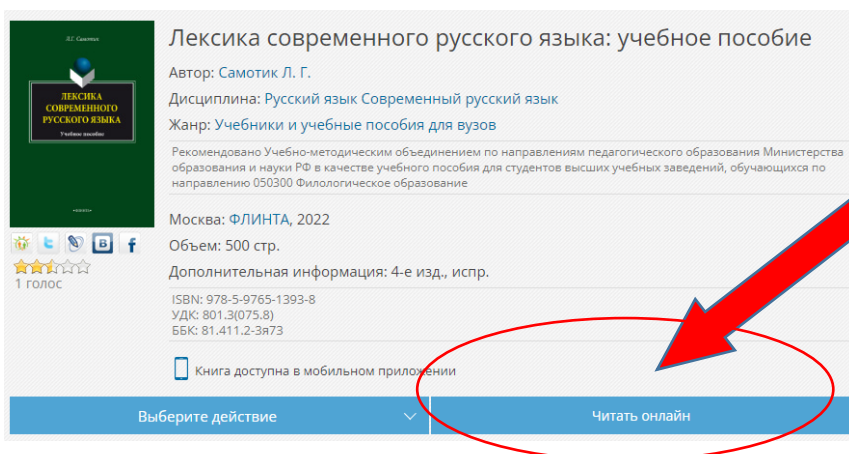 Л.Г. Самотик
ЛЕКСИКА
СОВРЕМЕННОГО
РУССКОГО ЯЗЫКА
Учебное пособие
Лексика современного русского языка: учебное пособие
Автор: Самотик Л. Г.
Дисциплина: Русский язык Современный русский язык
Жанр: Учебники и учебные пособия для вузов
Рекомендовано Учебно-методическим объединением по направлениям педагогического образования Министерства
образования и науки РФ в качестве учебного пособия для студентов высших учебных заведений, обучающихся по
направлению 050300 Филологическое образование
Москва: ФЛИНТА, 2022
Объем: 500 стр.
Дополнительная информация: 4-е изд., испр.
1 голос
ISBN: 978-5-9765-1393-8
УДК: 801.3(075.8)
ББК: 81.411.2-3я73
Книга доступна в мобильном приложении
Выберите действие
Читать онлайн